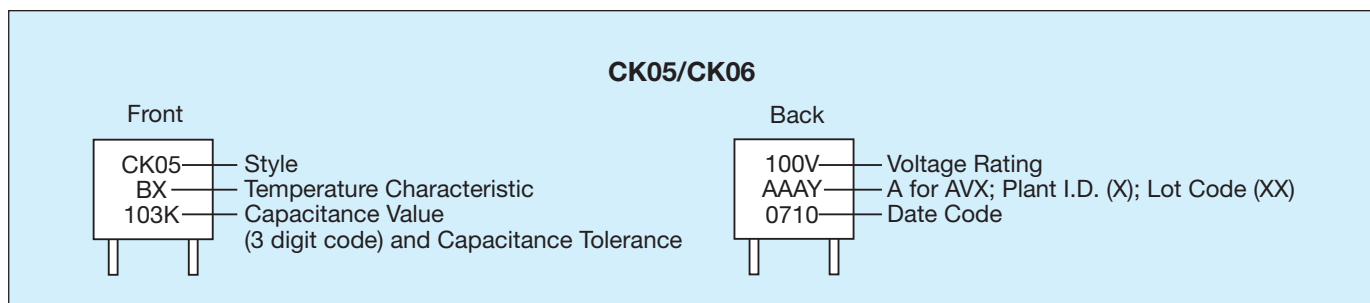 CK05/CK06
Front
CK05 Style
BX Temperature Characteristic
103K Capacitance Value
(3 digit code) and Capacitance Tolerance
Back
100V Voltage Rating
AAAY A for AVX; Plant I.D. (X); Lot Code (XX)
0710 Date Code